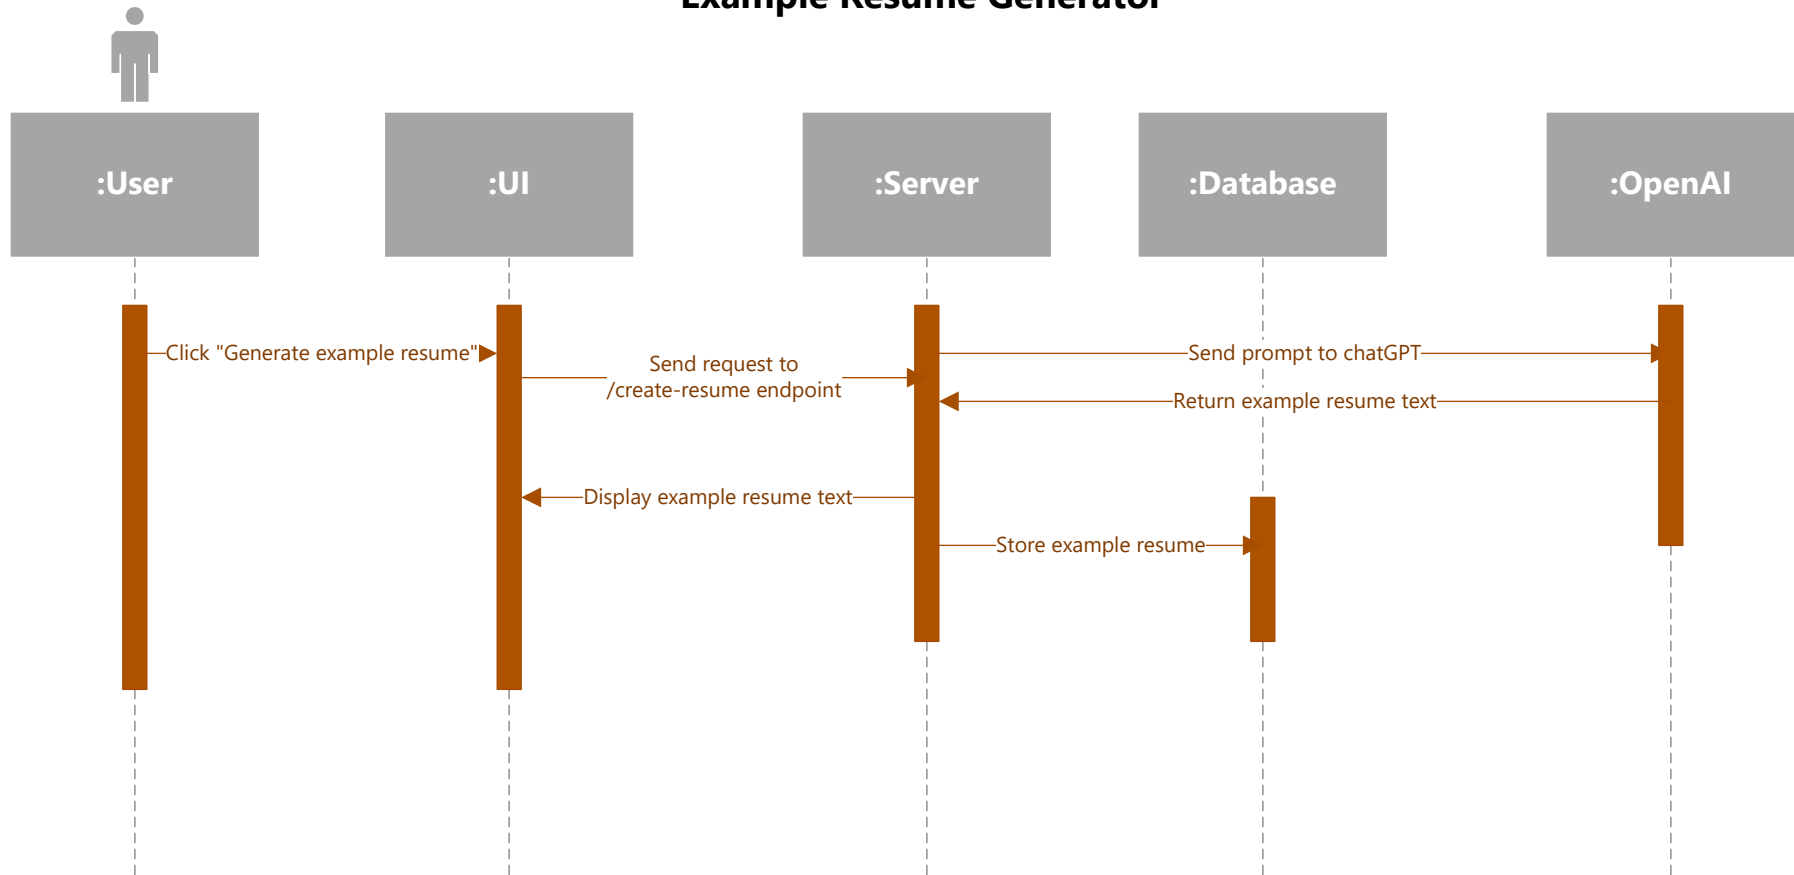 Example Resume Generator
:User
:UI
:Server
:Database
:OpenAI
Click "Generate example resume"
Send request to
/create-resume endpoint
Send prompt to chatGPT
Return example resume text
Display example resume text
Store example resume